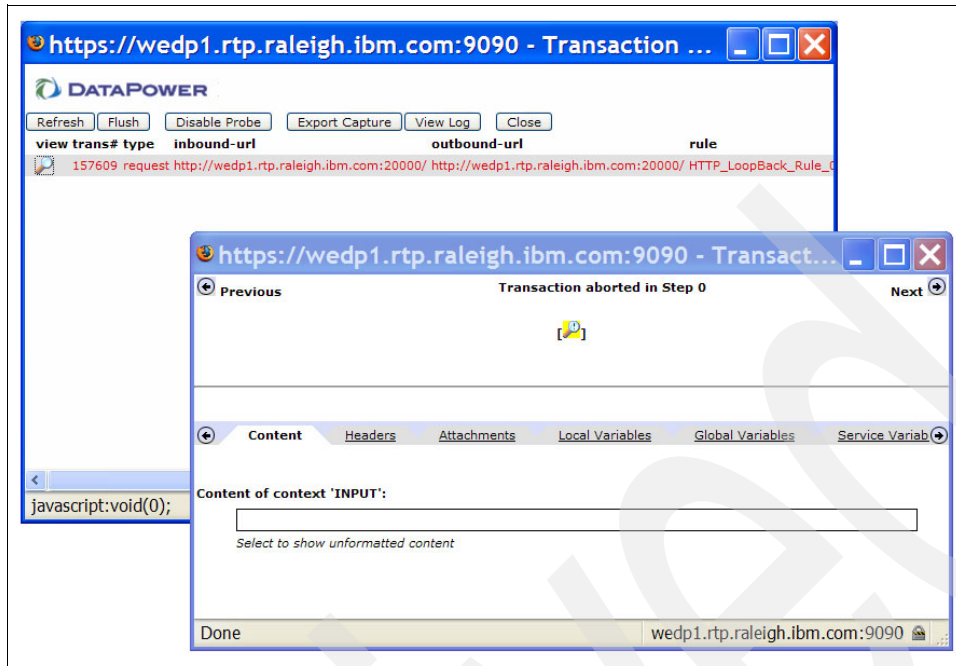 https://wedp1.rtp.raleigh.ibm.com:9090 - Transaction ...
DATAPOWER
Refresh Flush Disable Probe Export Capture View Log Close
view trans# type inbound-url outbound-url rule
157609 request http://wedp1.rtp.raleigh.ibm.com:20000/ http://wedp1.rtp.raleigh.ibm.com:20000/ HTTP_LoopBack_Rule_
https://wedp1.rtp.raleigh.ibm.com:9090 - Transact...
Previous Transaction aborted in Step 0 Next
[ ]
Content Headers Attachments Local Variables Global Variables Service Variab
Content of context 'INPUT':
Select to show unformatted content
javascript:void(0);
Done wedp1.rtp.raleigh.ibm.com:9090